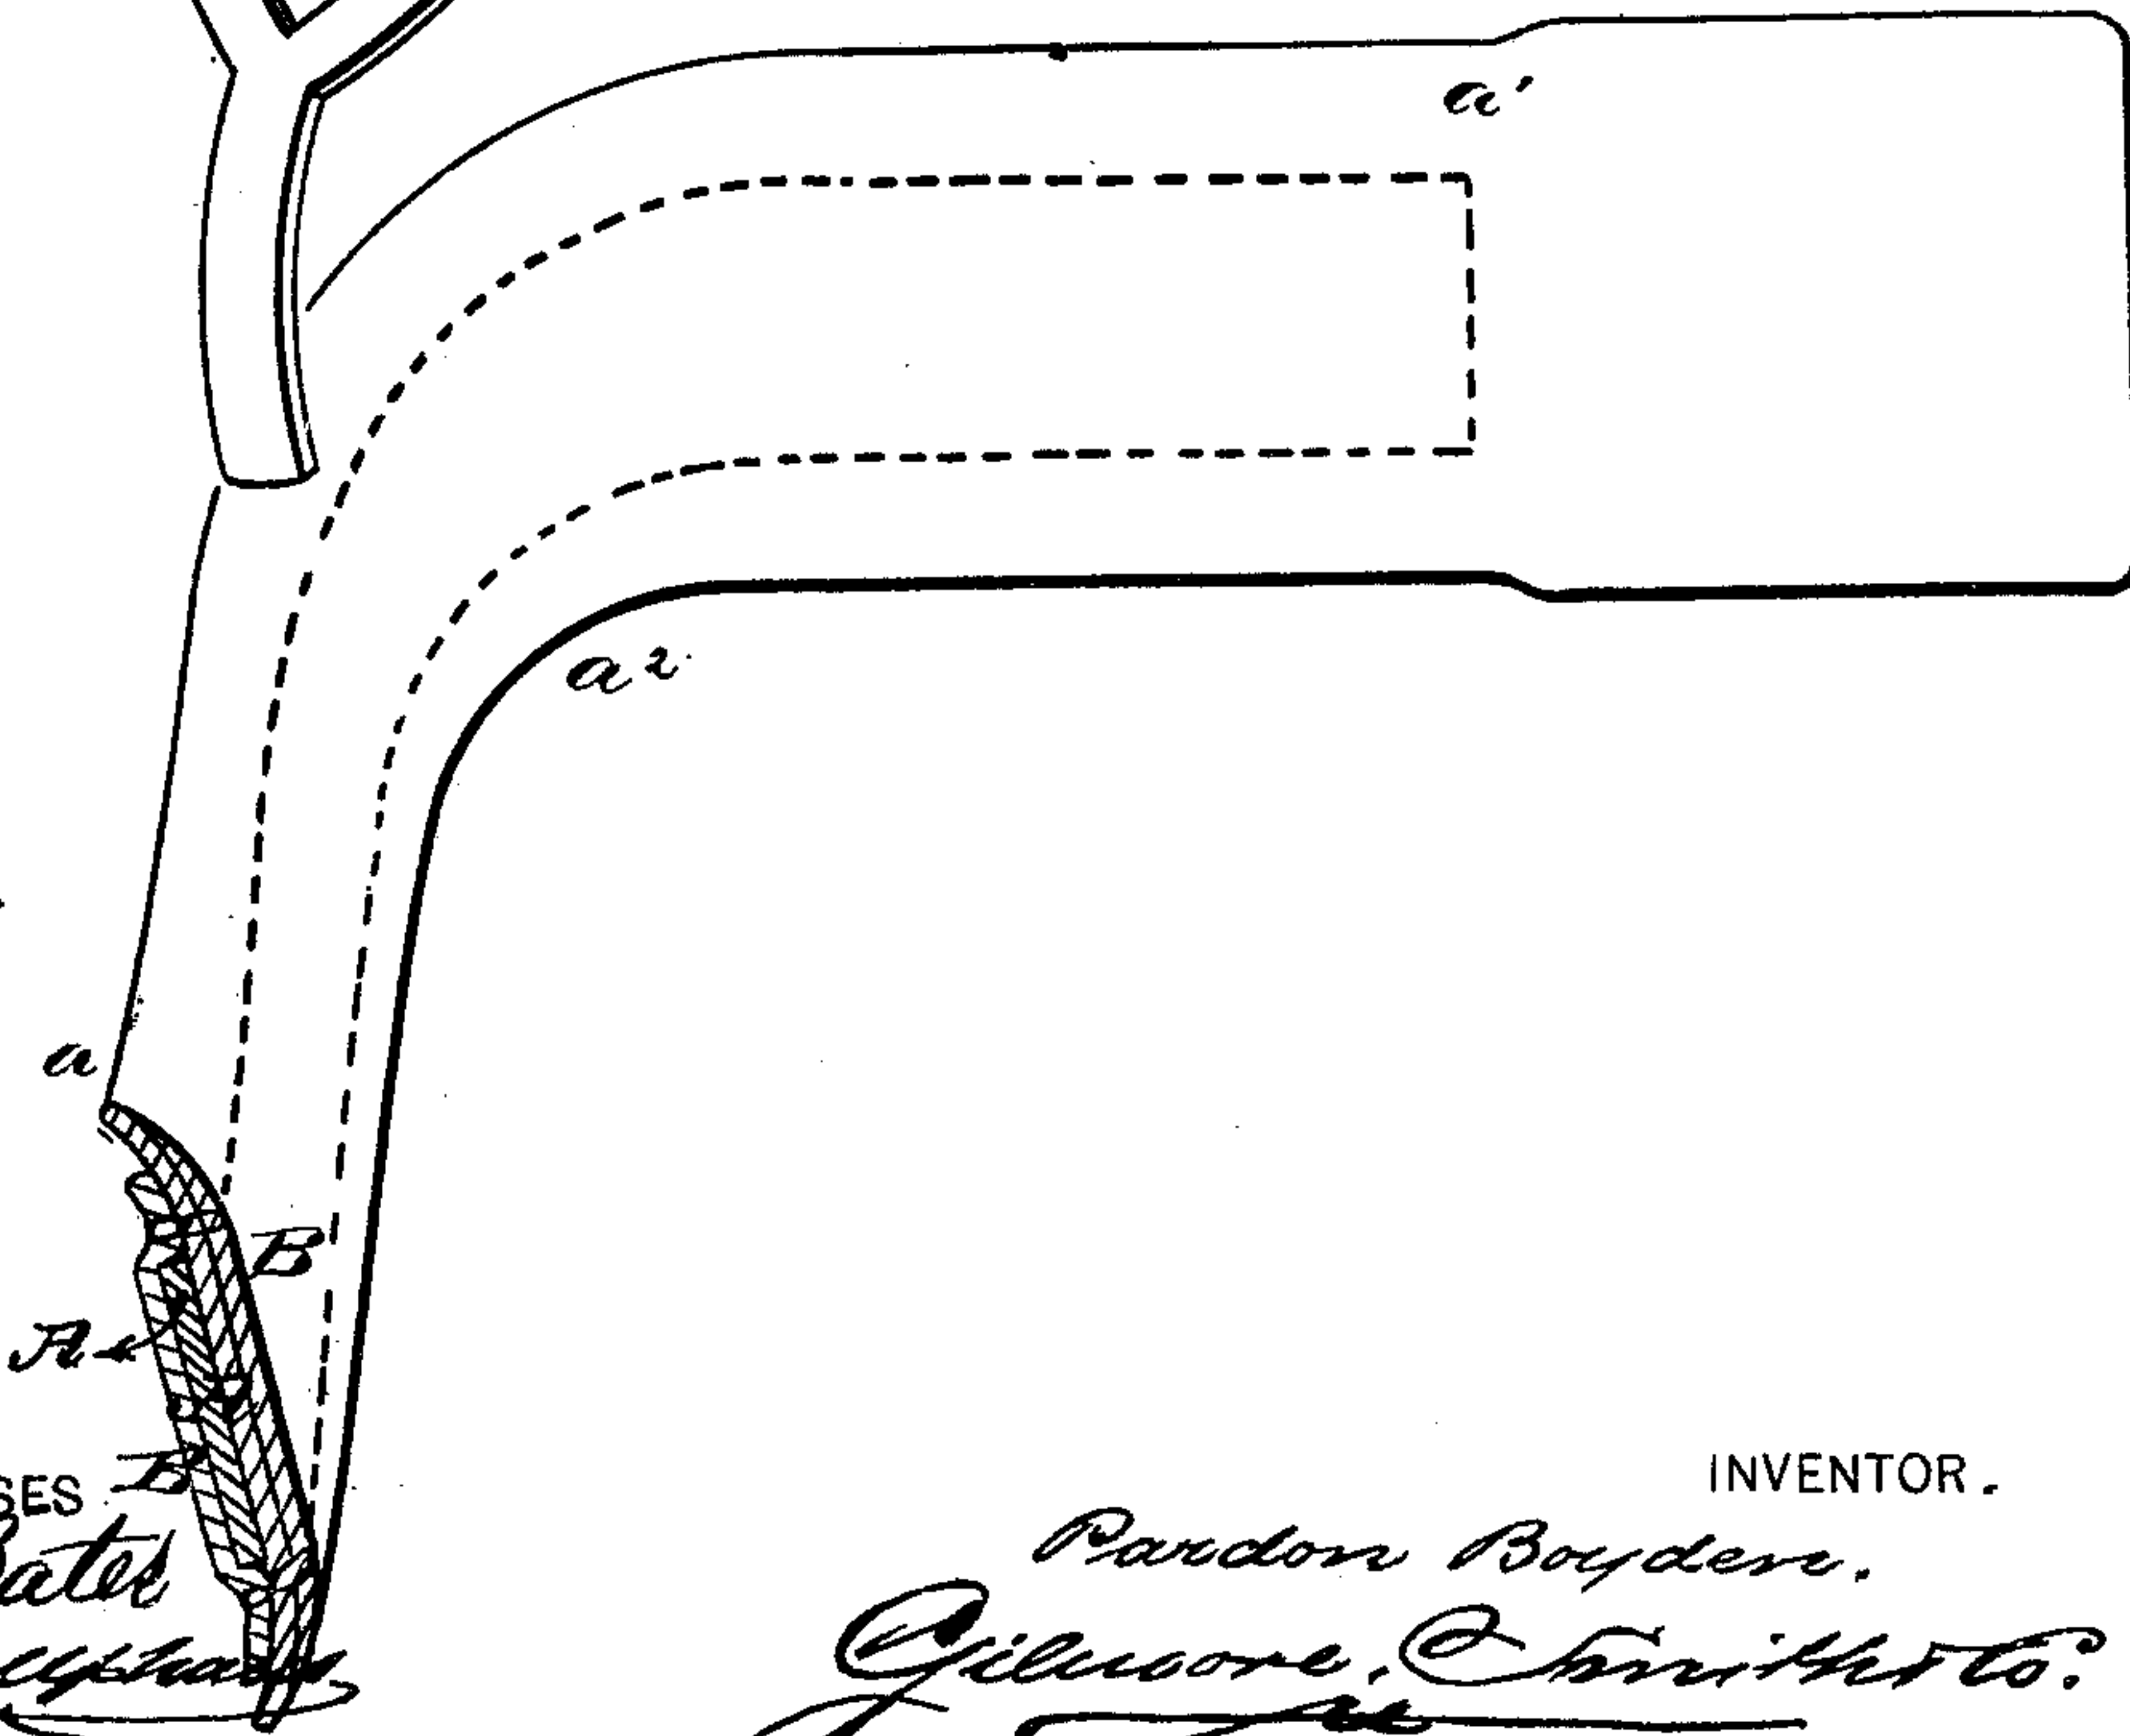 a'
a2
a
B
A
B
SES
INVENTOR.
Pardon Boyden.
Gilmore, Smith & Co.